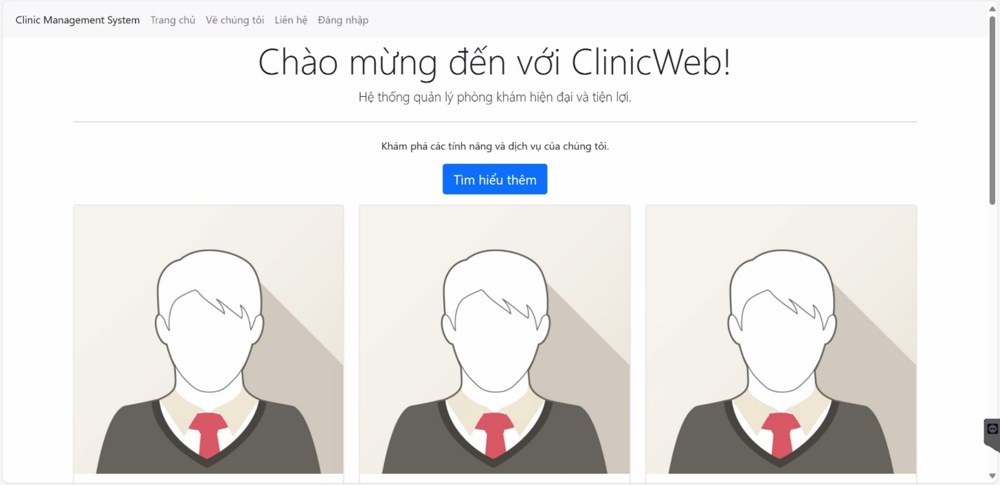 Clinic Management System Trang chủ Về chúng tôi Liên hệ Đăng nhập
Chào mừng đến với ClinicWeb!
Hệ thống quản lý phòng khám hiện đại và tiện lợi.
Khám phá các tính năng và dịch vụ của chúng tôi.
Tìm hiểu thêm